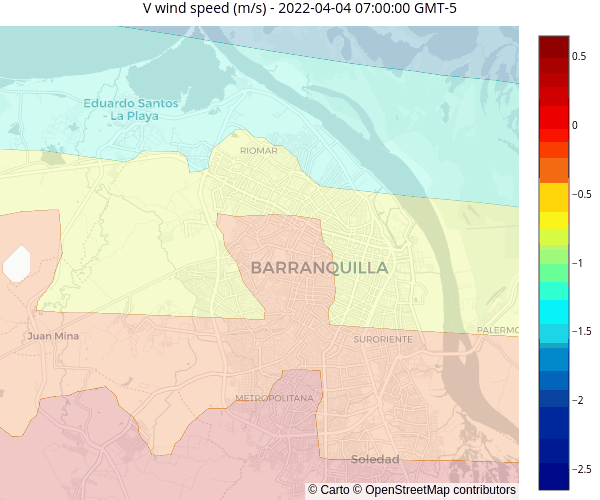 V wind speed (m/s) - 2022-04-04 07:00:00 GMT-5
0.5
Eduardo Santos
- La Playa
0
RIOMAR
−0.5
BARRANQUILLA
−1
PALERMO
Juan Mina
SURORIENTE
−1.5
METROPOLITANA
−2
Soledad
−2.5
© Carto © OpenStreetMap contributors